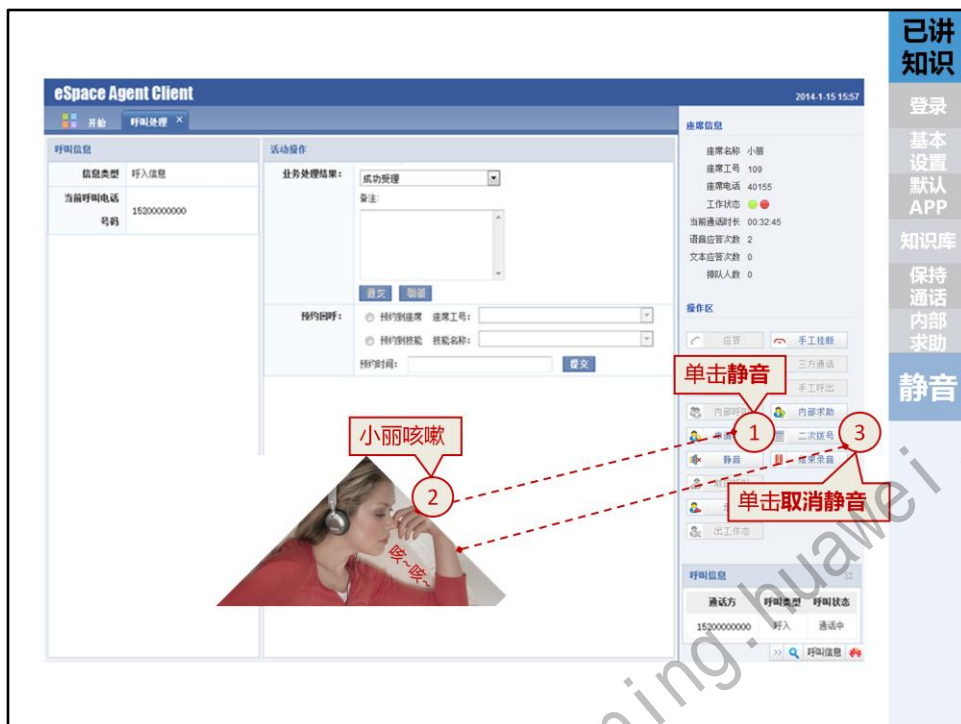 已讲
知识
登录
基本
设置
默认
APP
知识库
保持
通话
内部
求助
静音
eSpace Agent Client
2014-1-15 15:57
开始
呼叫处理 ×
呼叫信息
信息类型 呼入信息
当前呼叫电话
号码
15200000000
活动操作
业务处理结果:
成功受理
备注:
提交
预约回呼:
预约到座席 座席工号:
预约到技能 技能名称:
预约时间:
提交
座席信息
座席名称 小丽
座席工号 109
座席电话 40155
工作状态
当前通话时长 00:32:45
语音应答次数 2
文本应答次数 0
排队人数 0
操作区
应答
手工挂断
三方通话
手工呼出
内部呼
内部求助
申请
二次拨号
静音
结束录音
出工作态
单击静音
1
小丽咳嗽
2
3
单击取消静音
咳~咳~
呼叫信息
通话方 呼叫类型 呼叫状态
15200000000 呼入 通话中
>> 呼叫信息
ning.huawei